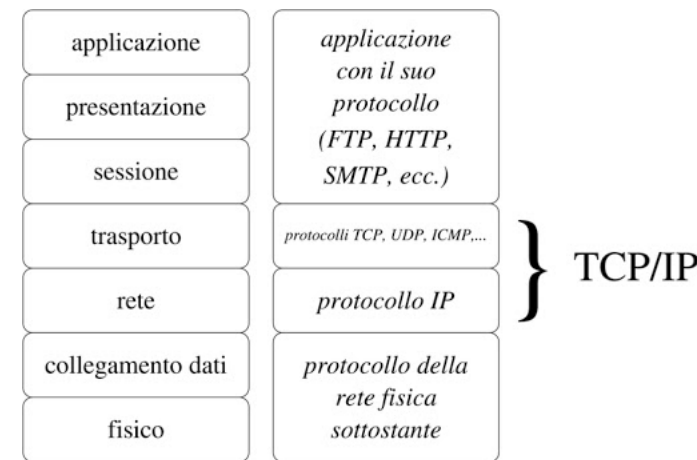 applicazione
presentazione
sessione
trasporto
rete
collegamento dati
fisico
applicazione
con il suo
protocollo
(FTP, HTTP,
SMTP, ecc.)
protocolli TCP, UDP, ICMP,...
protocollo IP
protocollo della
rete fisica
sottostante
TCP/IP